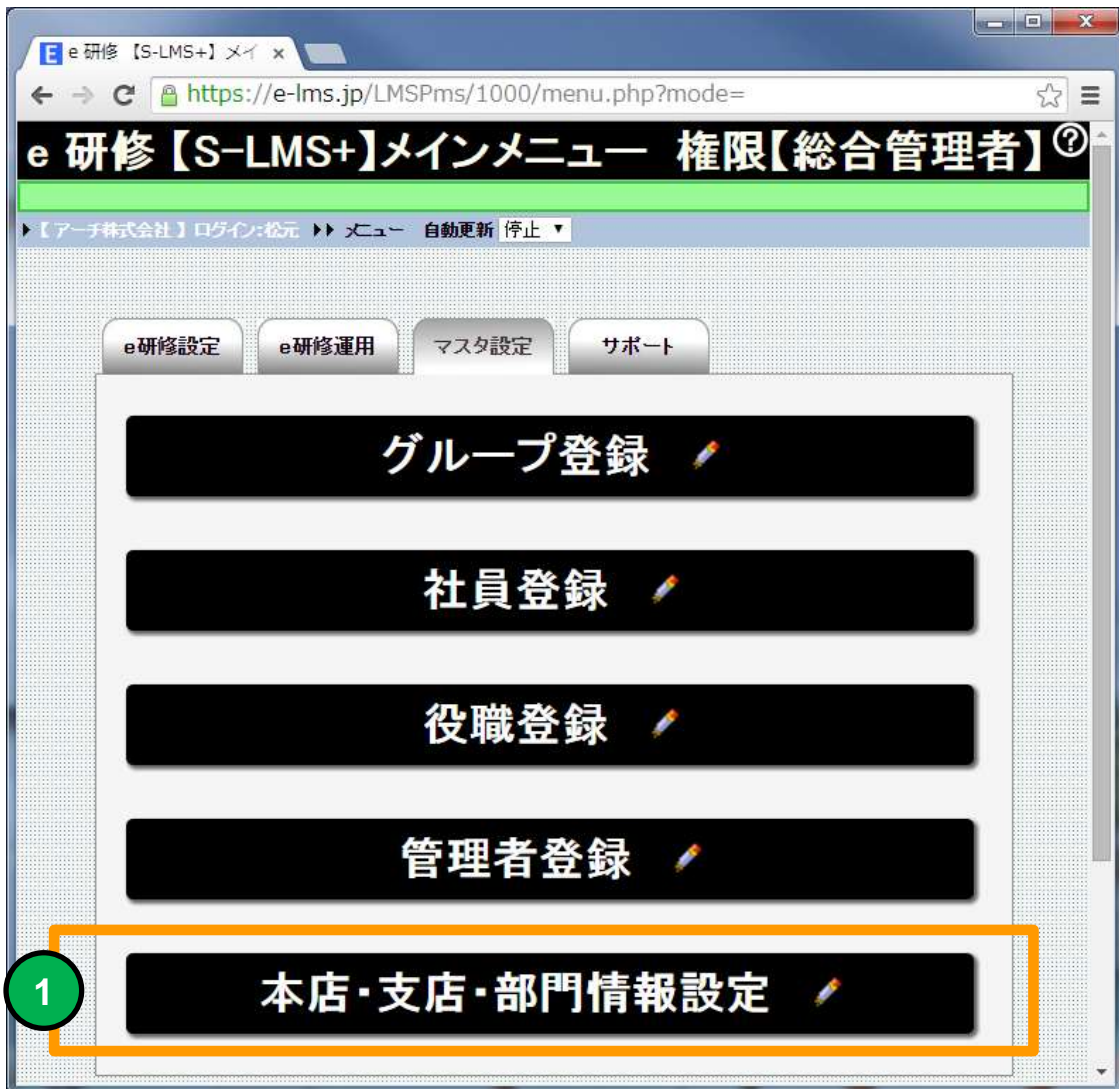 e 研修 【S-LMS+】 メイ
https://e-lms.jp/LMSPms/1000/menu.php?mode=
e 研修 【S-LMS+】メインメニュー 権限【総合管理者】
【アーチ株式会社】ログイン:松元 メニュー 自動更新 停止
e研修設定 e研修運用 マスタ設定 サポート
グループ登録
社員登録
役職登録
管理者登録
1 本店・支店・部門情報設定